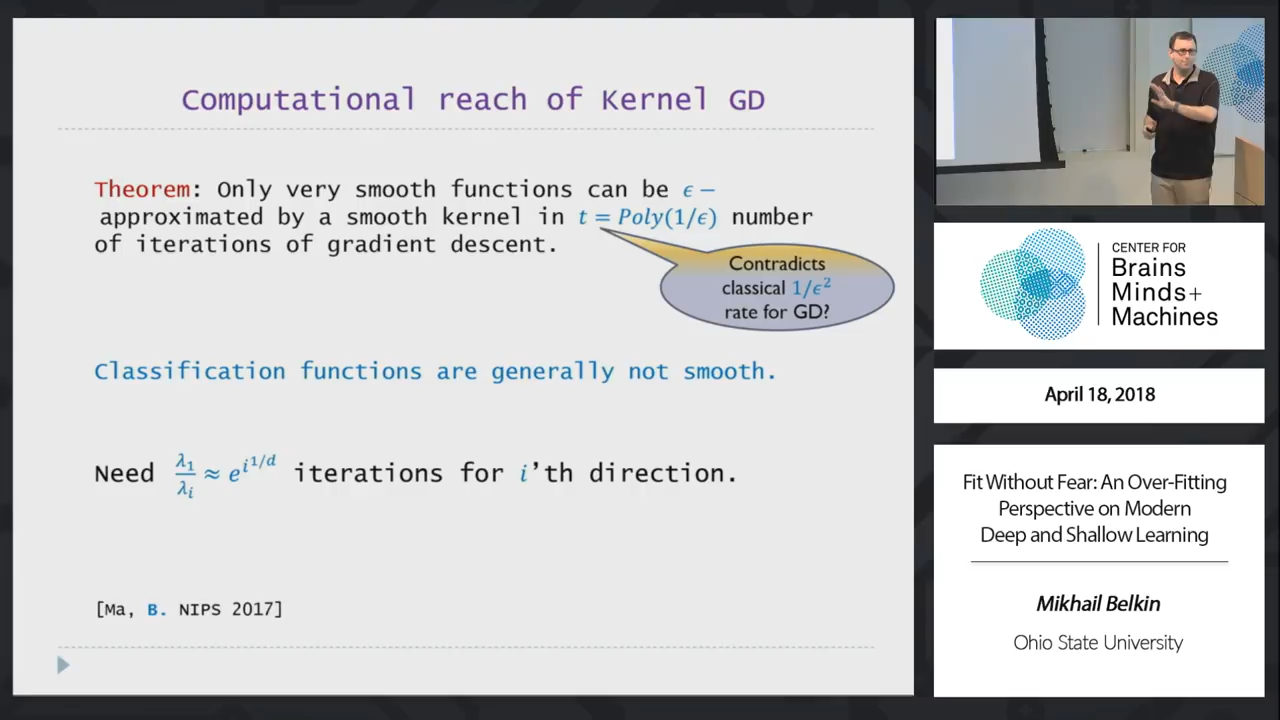 Computational reach of Kernel GD
Theorem: Only very smooth functions can be ϵ −
approximated by a smooth kernel in t = Poly(1/ϵ) number
of iterations of gradient descent.
Contradicts
classical 1/ϵ²
rate for GD?
Classification functions are generally not smooth.
Need λ₁/λᵢ ≈ e^{i^{1/d}} iterations for i'th direction.
[Ma, B. NIPS 2017]
CENTER FOR
Brains
Minds+
Machines
April 18, 2018
Fit Without Fear: An Over-Fitting
Perspective on Modern
Deep and Shallow Learning
Mikhail Belkin
Ohio State University